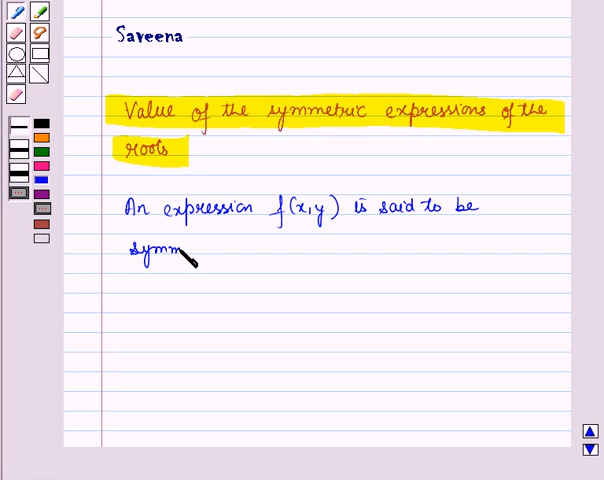 Saveena
Value of the symmetric expressions of the
roots
An expression f(x,y) is said to be
symm